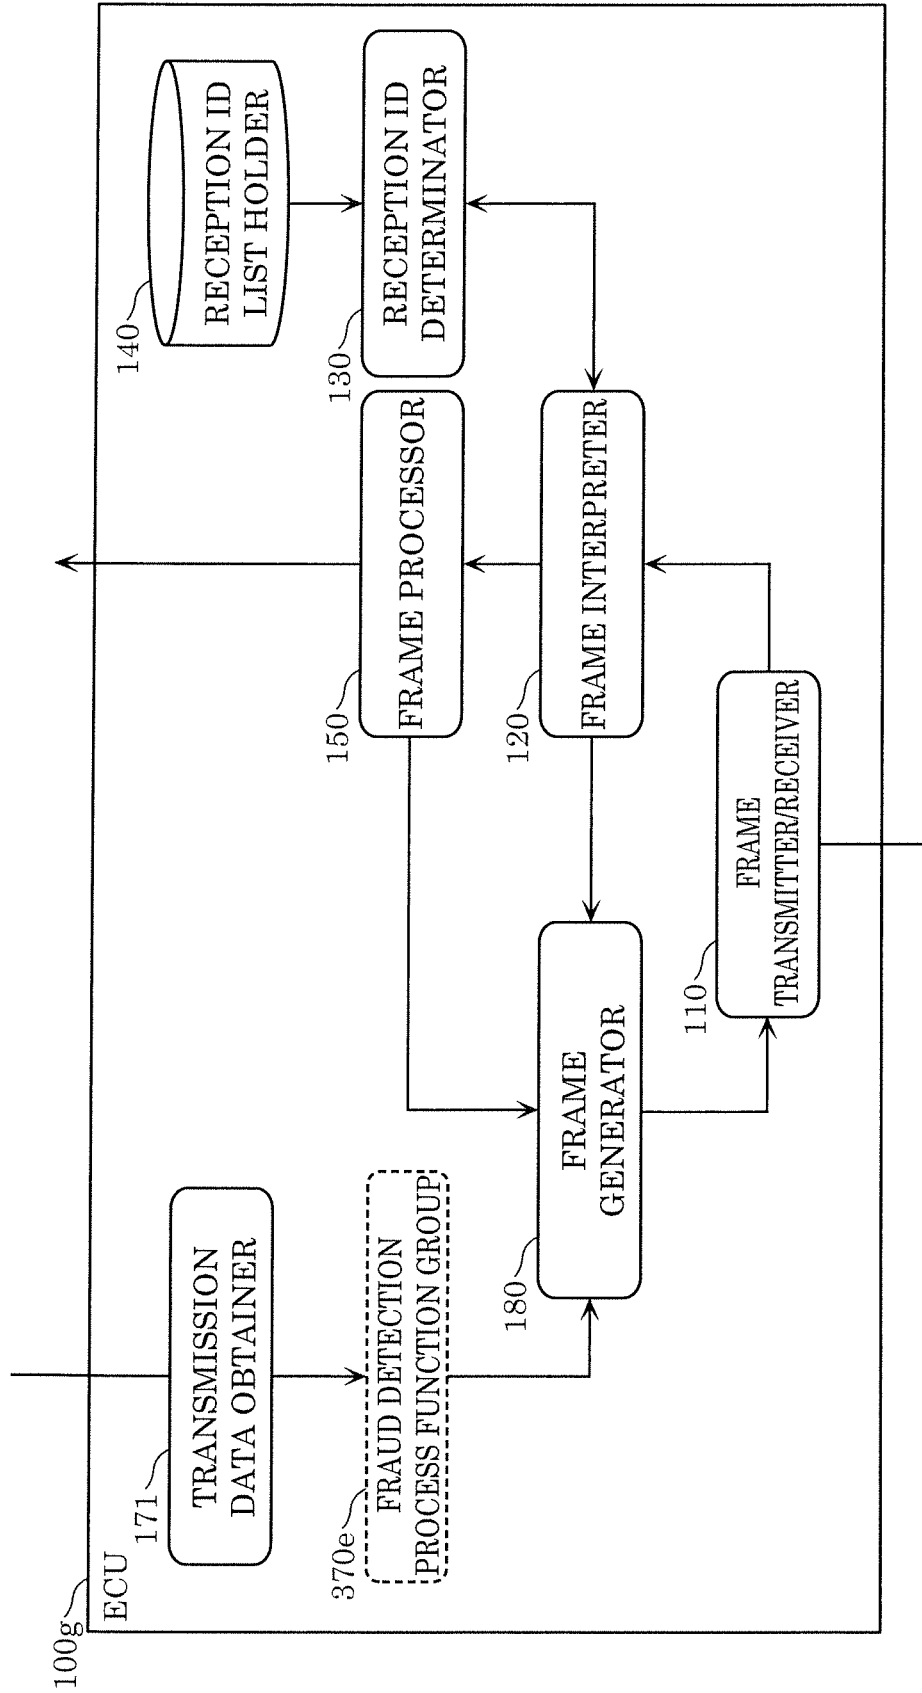 100g
ECU
171
TRANSMISSION
DATA OBTAINER
370e
FRAUD DETECTION
PROCESS FUNCTION GROUP
180
FRAME
GENERATOR
110
FRAME
TRANSMITTER/RECEIVER
150
FRAME PROCESSOR
120
FRAME INTERPRETER
140
RECEPTION ID
LIST HOLDER
130
RECEPTION ID
DETERMINATOR